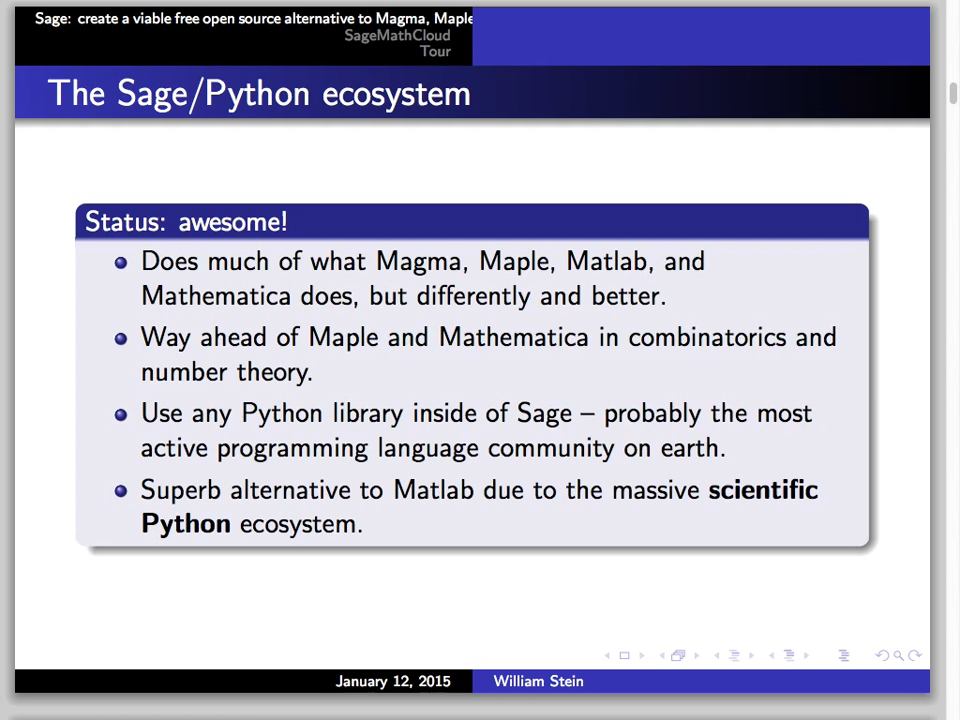 Sage: create a viable free open source alternative to Magma, Maple
SageMathCloud
Tour
The Sage/Python ecosystem
Status: awesome!
Does much of what Magma, Maple, Matlab, and
Mathematica does, but differently and better.
Way ahead of Maple and Mathematica in combinatorics and
number theory.
Use any Python library inside of Sage – probably the most
active programming language community on earth.
Superb alternative to Matlab due to the massive scientific
Python ecosystem.
January 12, 2015
William Stein